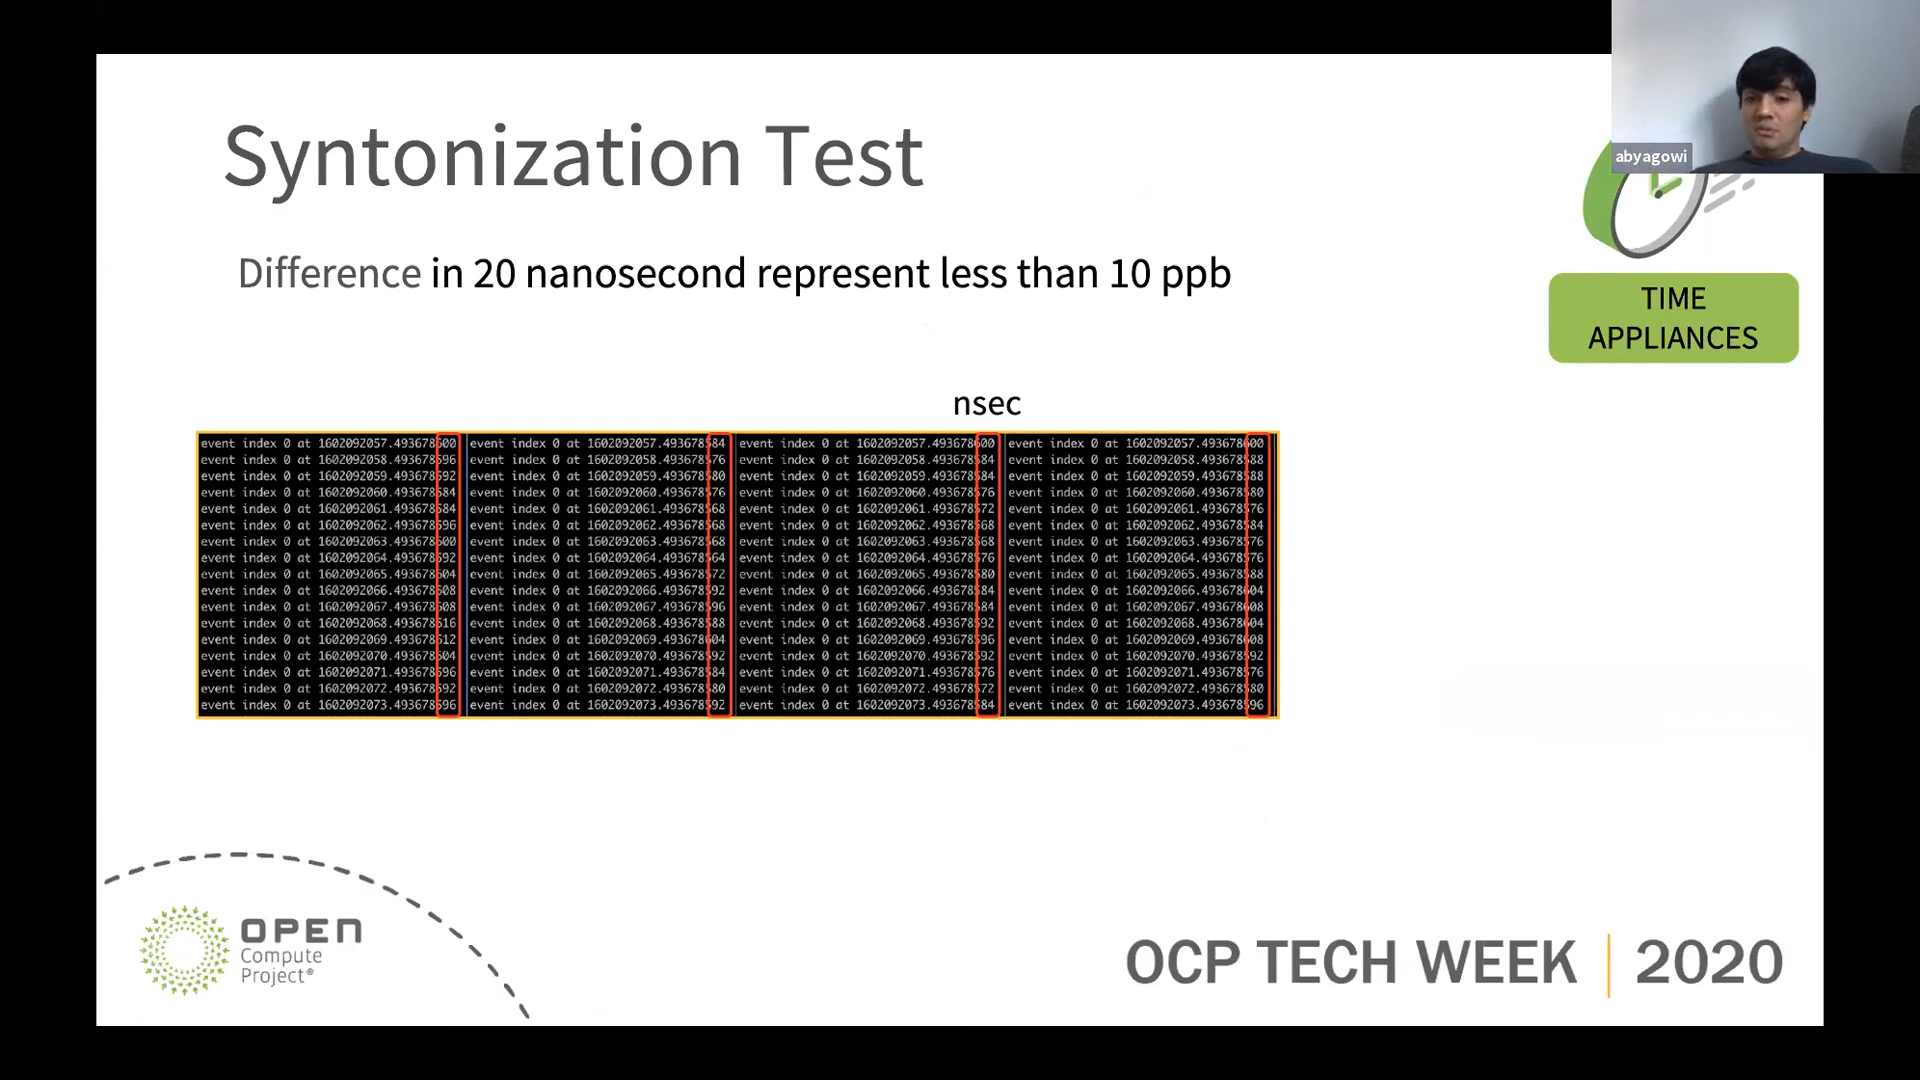 abyagowi
Syntonization Test
Difference in 20 nanosecond represent less than 10 ppb
TIME
APPLIANCES
nsec
event index 0 at 1602092057.493678600 event index 0 at 1602092057.493678584 event index 0 at 1602092057.493678600 event index 0 at 1602092057.493678600
event index 0 at 1602092058.493678596 event index 0 at 1602092058.493678576 event index 0 at 1602092058.493678584 event index 0 at 1602092058.493678588
event index 0 at 1602092059.493678592 event index 0 at 1602092059.493678580 event index 0 at 1602092059.493678584 event index 0 at 1602092059.493678588
event index 0 at 1602092060.493678584 event index 0 at 1602092060.493678576 event index 0 at 1602092060.493678576 event index 0 at 1602092060.493678580
event index 0 at 1602092061.493678584 event index 0 at 1602092061.493678568 event index 0 at 1602092061.493678572 event index 0 at 1602092061.493678576
event index 0 at 1602092062.493678596 event index 0 at 1602092062.493678568 event index 0 at 1602092062.493678568 event index 0 at 1602092062.493678584
event index 0 at 1602092063.493678600 event index 0 at 1602092063.493678568 event index 0 at 1602092063.493678568 event index 0 at 1602092063.493678576
event index 0 at 1602092064.493678592 event index 0 at 1602092064.493678564 event index 0 at 1602092064.493678576 event index 0 at 1602092064.493678576
event index 0 at 1602092065.493678604 event index 0 at 1602092065.493678572 event index 0 at 1602092065.493678580 event index 0 at 1602092065.493678588
event index 0 at 1602092066.493678608 event index 0 at 1602092066.493678592 event index 0 at 1602092066.493678584 event index 0 at 1602092066.493678604
event index 0 at 1602092067.493678608 event index 0 at 1602092067.493678596 event index 0 at 1602092067.493678584 event index 0 at 1602092067.493678608
event index 0 at 1602092068.493678616 event index 0 at 1602092068.493678588 event index 0 at 1602092068.493678592 event index 0 at 1602092068.493678604
event index 0 at 1602092069.493678612 event index 0 at 1602092069.493678604 event index 0 at 1602092069.493678596 event index 0 at 1602092069.493678608
event index 0 at 1602092070.493678604 event index 0 at 1602092070.493678592 event index 0 at 1602092070.493678592 event index 0 at 1602092070.493678592
event index 0 at 1602092071.493678596 event index 0 at 1602092071.493678584 event index 0 at 1602092071.493678576 event index 0 at 1602092071.493678576
event index 0 at 1602092072.493678592 event index 0 at 1602092072.493678580 event index 0 at 1602092072.493678572 event index 0 at 1602092072.493678580
event index 0 at 1602092073.493678596 event index 0 at 1602092073.493678592 event index 0 at 1602092073.493678584 event index 0 at 1602092073.493678596
OPEN
Compute
Project®
OCP TECH WEEK | 2020